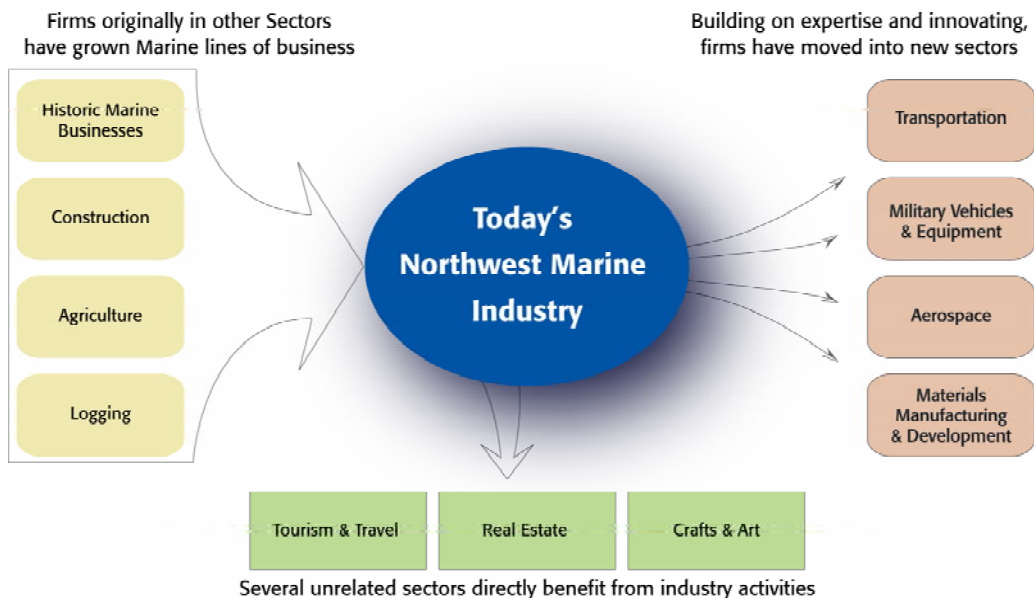 Firms originally in other Sectors
have grown Marine lines of business
Historic Marine
Businesses
Construction
Agriculture
Logging
Today's
Northwest Marine
Industry
Building on expertise and innovating,
firms have moved into new sectors
Transportation
Military Vehicles
& Equipment
Aerospace
Materials
Manufacturing
& Development
Tourism & Travel
Real Estate
Crafts & Art
Several unrelated sectors directly benefit from industry activities